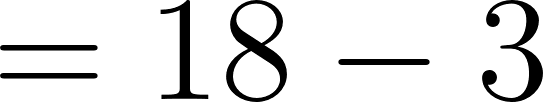 = 18 − 3